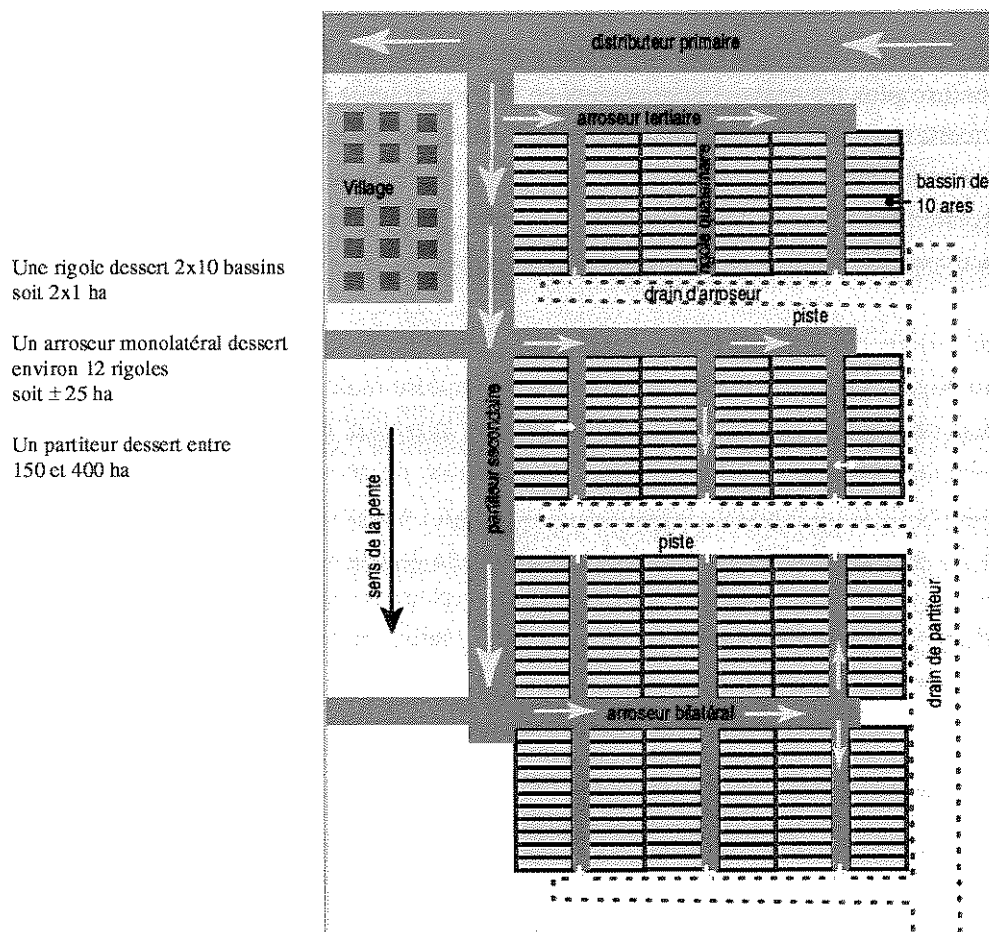 distributeur primaire
arroseur tertiaire
Village
rigole quaternaire
bassin de
10 ares
Une rigole dessert 2x10 bassins
soit 2x1 ha
drain d'arroseur
piste
Un arroseur monolatéral dessert
environ 12 rigoles
soit ± 25 ha
Un partiteur dessert entre
150 et 400 ha
partiteur secondaire
sens de la pente
piste
drain de partiteur
arroseur bilatéral